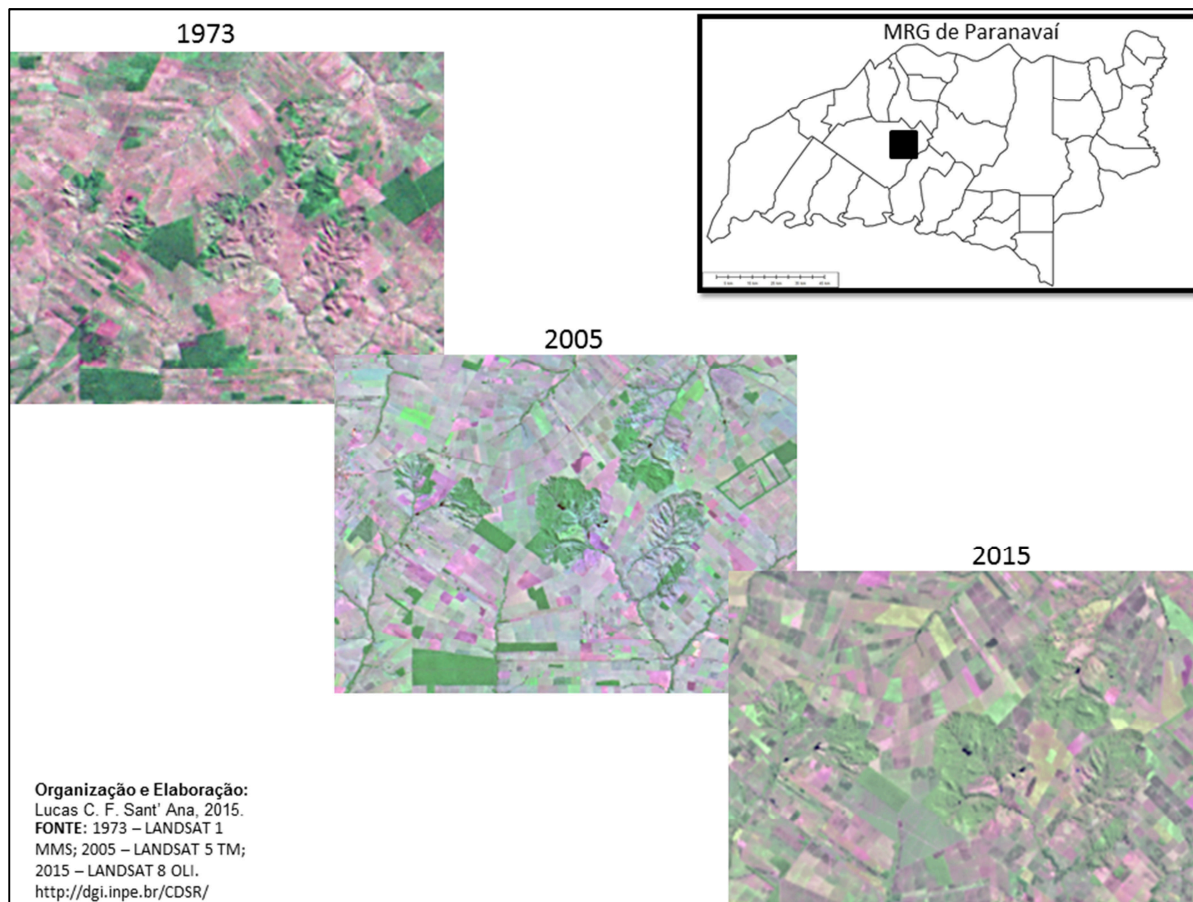 1973
MRG de Paranavaí
2005
2015
Organização e Elaboração:
Lucas C. F. Sant' Ana, 2015.
FONTE: 1973 – LANDSAT 1
MMS; 2005 – LANDSAT 5 TM;
2015 – LANDSAT 8 OLI.
http://dgi.inpe.br/CDSR/